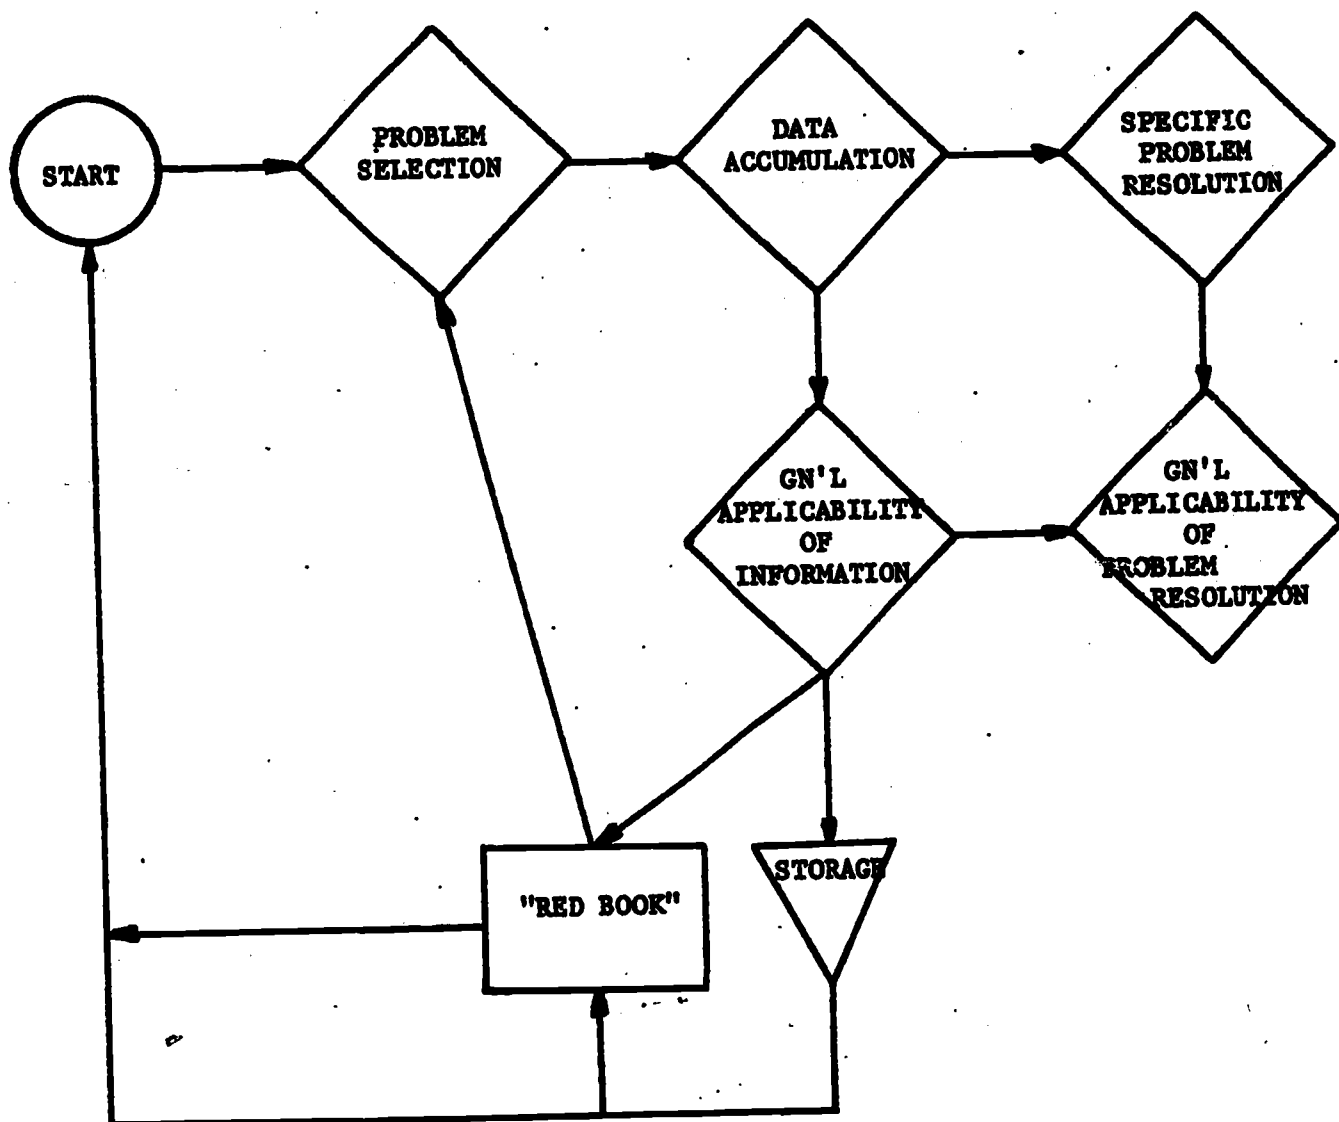 START
PROBLEM
SELECTION
DATA
ACCUMULATION
SPECIFIC
PROBLEM
RESOLUTION
GN'L
APPLICABILITY
OF
INFORMATION
GN'L
APPLICABILITY
OF
PROBLEM
RESOLUTION
"RED BOOK"
STORAGE